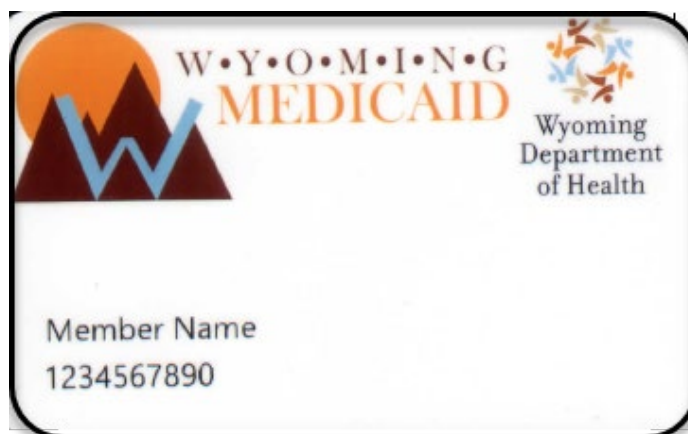 W•Y•O•M•I•N•G
MEDICAID
Wyoming
Department
of Health
Member Name
1234567890